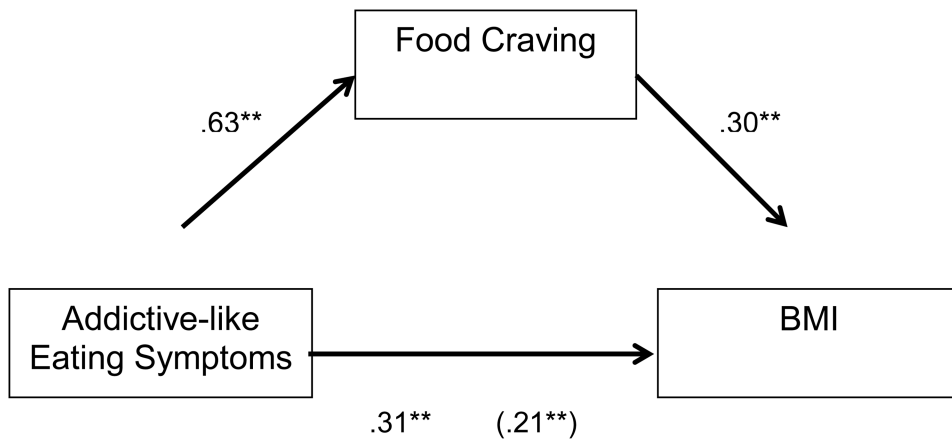 Food Craving
.63**
.30**
Addictive-like
Eating Symptoms
BMI
.31** (.21**)